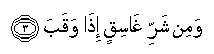 وَمِن شَرِّ غَاسِقٍ إِذَا وَقَبَ ۝٣